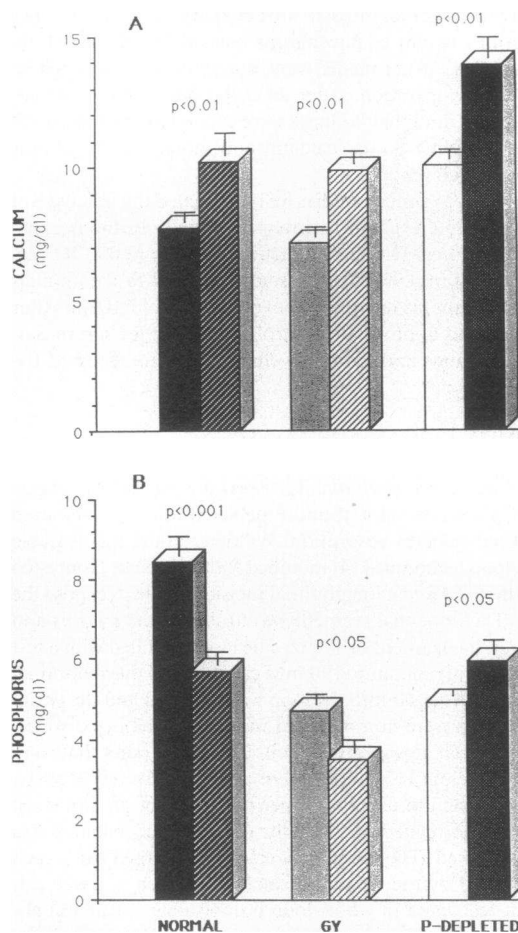 A
15
p<0.01
p<0.01
p<0.01
10
CALCIUM
(mg/dl)
5
0
B
10
p<0.001
8
p<0.05
p<0.05
6
PHOSPHORUS
(mg/dl)
4
2
0
NORMAL GY P-DEPLETED